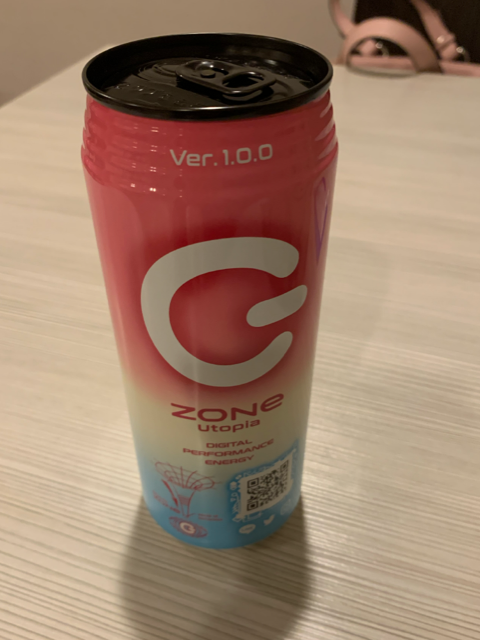 Ver.1.0.0
ZONe
utopia
DIGITAL
PERFORMANCE
ENERGY